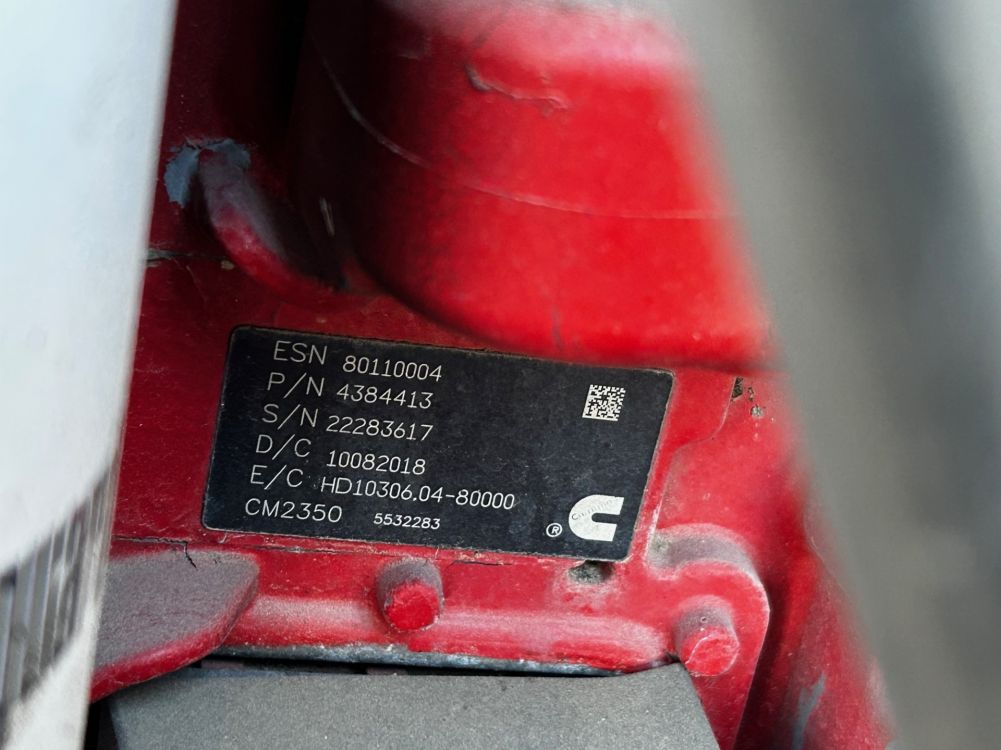 ESN 80110004
P/N 4384413
S/N 22283617
D/C 10082018
E/C HD10306.04-80000
CM2350 5532283
®